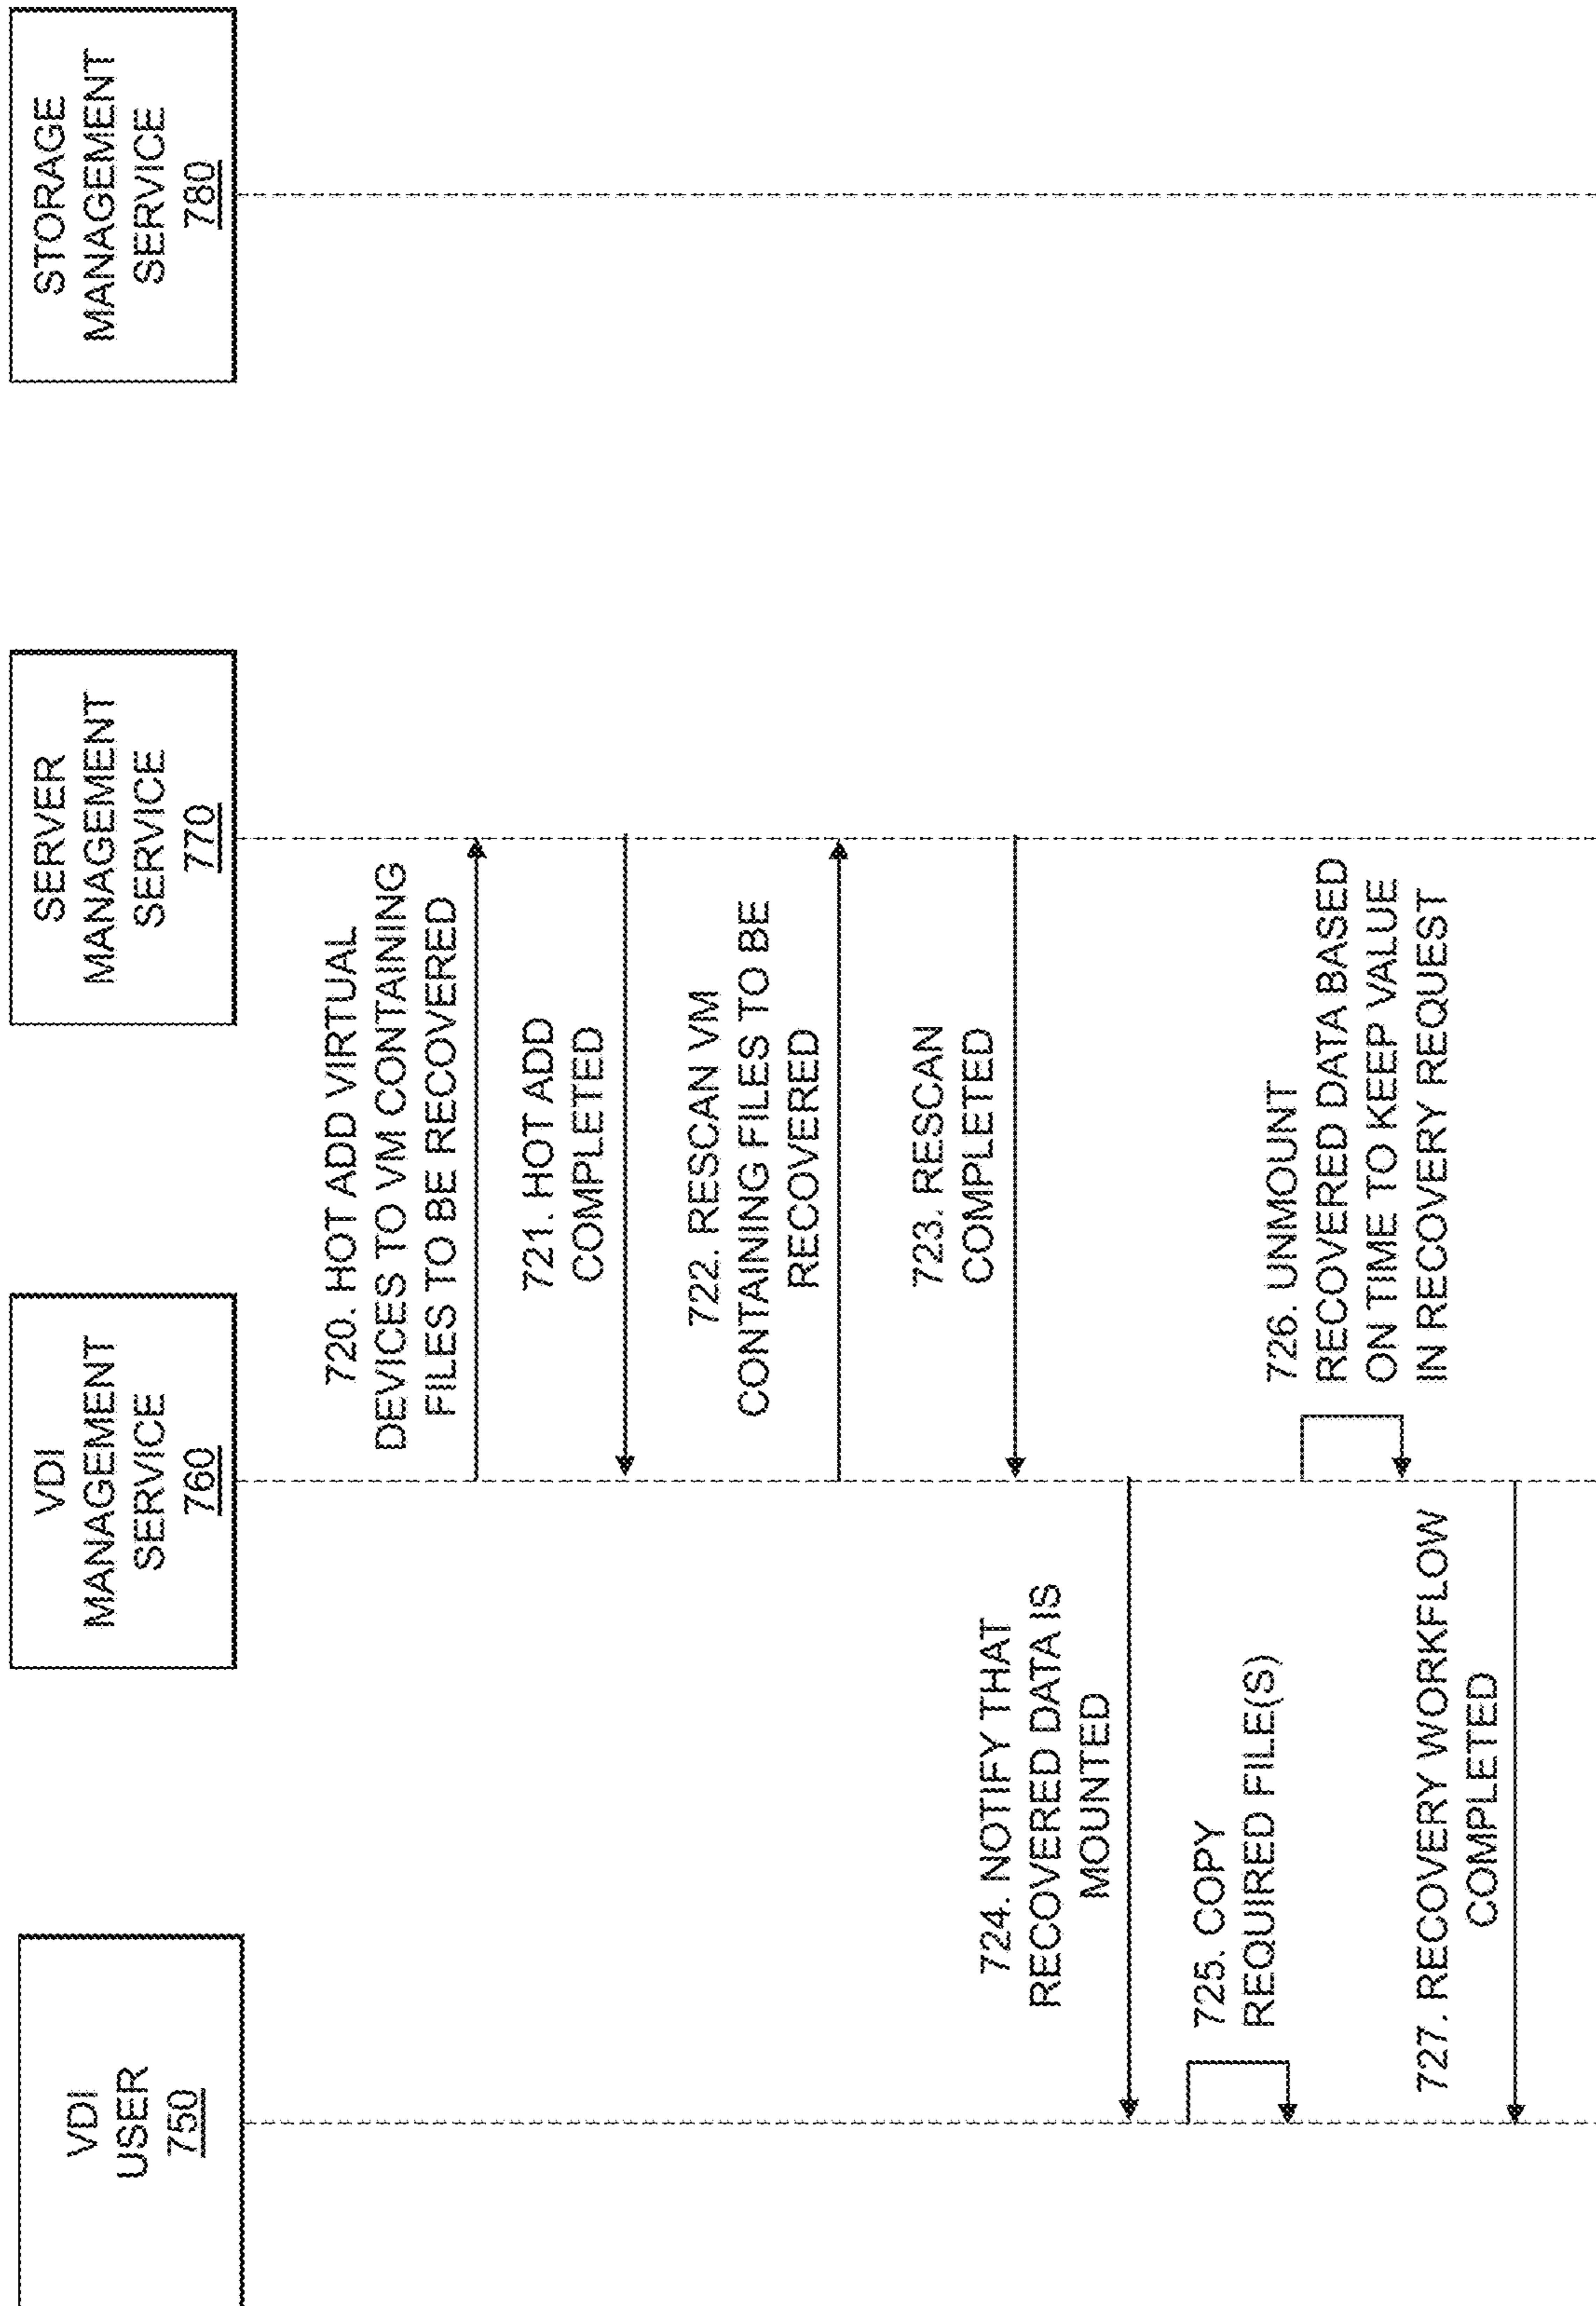 VDI
USER
750
VDI
MANAGEMENT
SERVICE
760
SERVER
MANAGEMENT
SERVICE
770
STORAGE
MANAGEMENT
SERVICE
780
720. HOT ADD VIRTUAL
DEVICES TO VM CONTAINING
FILES TO BE RECOVERED
721. HOT ADD
COMPLETED
722. RESCAN VM
CONTAINING FILES TO BE
RECOVERED
723. RESCAN
COMPLETED
724. NOTIFY THAT
RECOVERED DATA IS
MOUNTED
725. COPY
REQUIRED FILE(S)
726. UNMOUNT
RECOVERED DATA BASED
ON TIME TO KEEP VALUE
IN RECOVERY REQUEST
727. RECOVERY WORKFLOW
COMPLETED